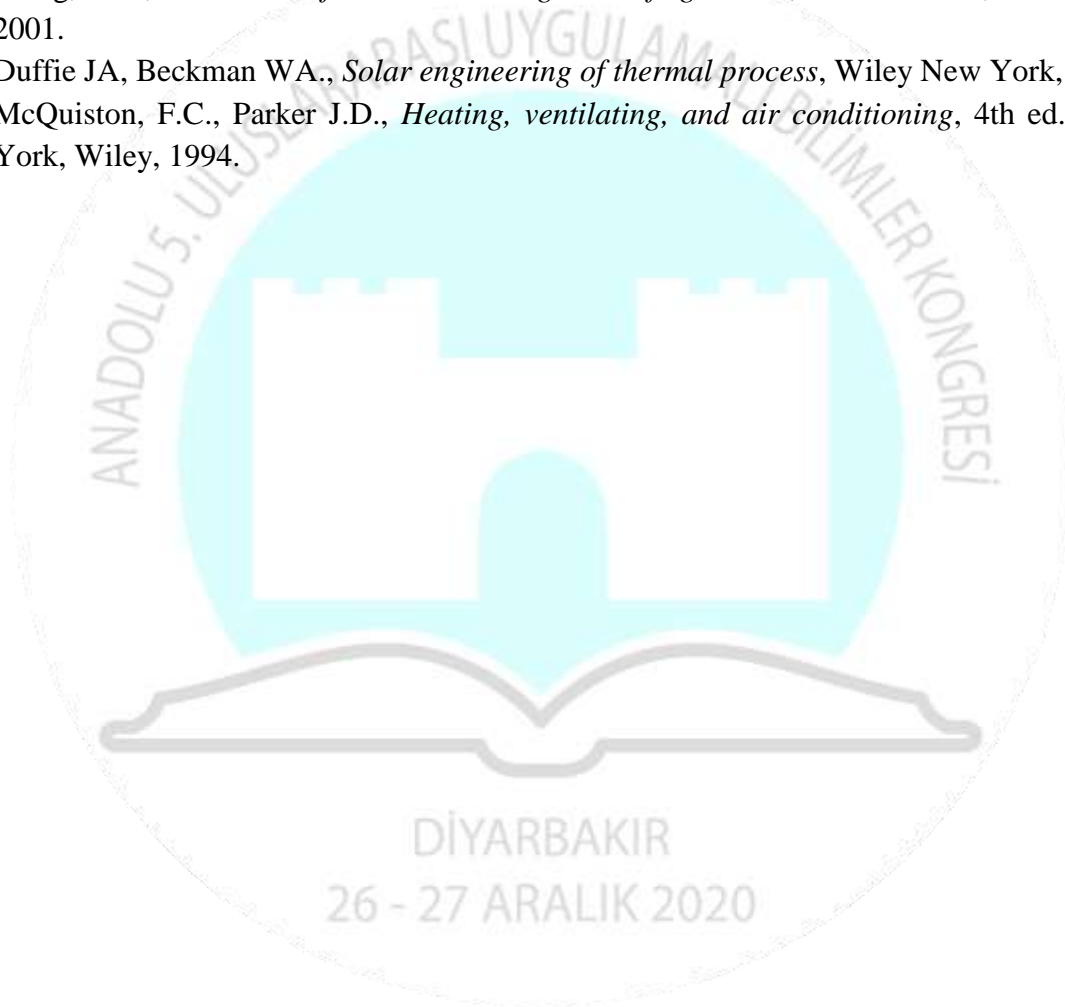 2001.
Duffie JA, Beckman WA., Solar engineering of thermal process, Wiley New York,
McQuiston, F.C., Parker J.D., Heating, ventilating, and air conditioning, 4th ed.
York, Wiley, 1994.
ANADOLU 5. ULUSLARARASI UYGULAMALI BİLİMLER KONGRESİ
DİYARBAKIR
26 - 27 ARALIK 2020